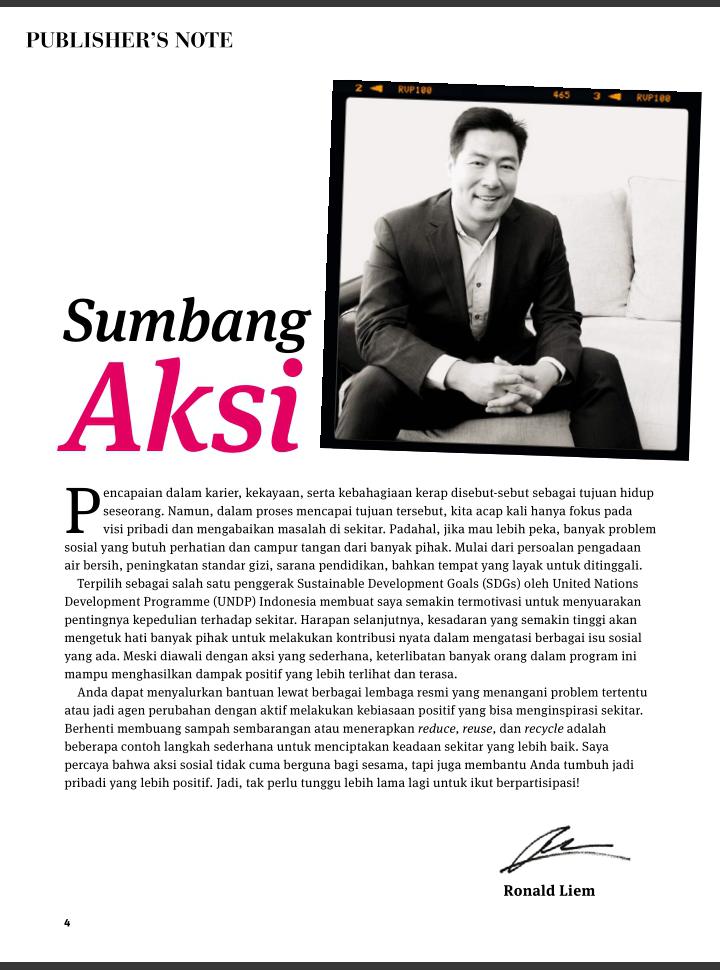 PUBLISHER’S NOTE
2 RVP100 465 3 RVP100
Sumbang
Aksi
Pencapaian dalam karier, kekayaan, serta kebahagiaan kerap disebut-sebut sebagai tujuan hidup
seseorang. Namun, dalam proses mencapai tujuan tersebut, kita acap kali hanya fokus pada
visi pribadi dan mengabaikan masalah di sekitar. Padahal, jika mau lebih peka, banyak problem
sosial yang butuh perhatian dan campur tangan dari banyak pihak. Mulai dari persoalan pengadaan
air bersih, peningkatan standar gizi, sarana pendidikan, bahkan tempat yang layak untuk ditinggali.
Terpilih sebagai salah satu penggerak Sustainable Development Goals (SDGs) oleh United Nations
Development Programme (UNDP) Indonesia membuat saya semakin termotivasi untuk menyuarakan
pentingnya kepedulian terhadap sekitar. Harapan selanjutnya, kesadaran yang semakin tinggi akan
mengetuk hati banyak pihak untuk melakukan kontribusi nyata dalam mengatasi berbagai isu sosial
yang ada. Meski diawali dengan aksi yang sederhana, keterlibatan banyak orang dalam program ini
mampu menghasilkan dampak positif yang lebih terlihat dan terasa.
Anda dapat menyalurkan bantuan lewat berbagai lembaga resmi yang menangani problem tertentu
atau jadi agen perubahan dengan aktif melakukan kebiasaan positif yang bisa menginspirasi sekitar.
Berhenti membuang sampah sembarangan atau menerapkan reduce, reuse, dan recycle adalah
beberapa contoh langkah sederhana untuk menciptakan keadaan sekitar yang lebih baik. Saya
percaya bahwa aksi sosial tidak cuma berguna bagi sesama, tapi juga membantu Anda tumbuh jadi
pribadi yang lebih positif. Jadi, tak perlu tunggu lebih lama lagi untuk ikut berpartisipasi!
Ronald Liem
4